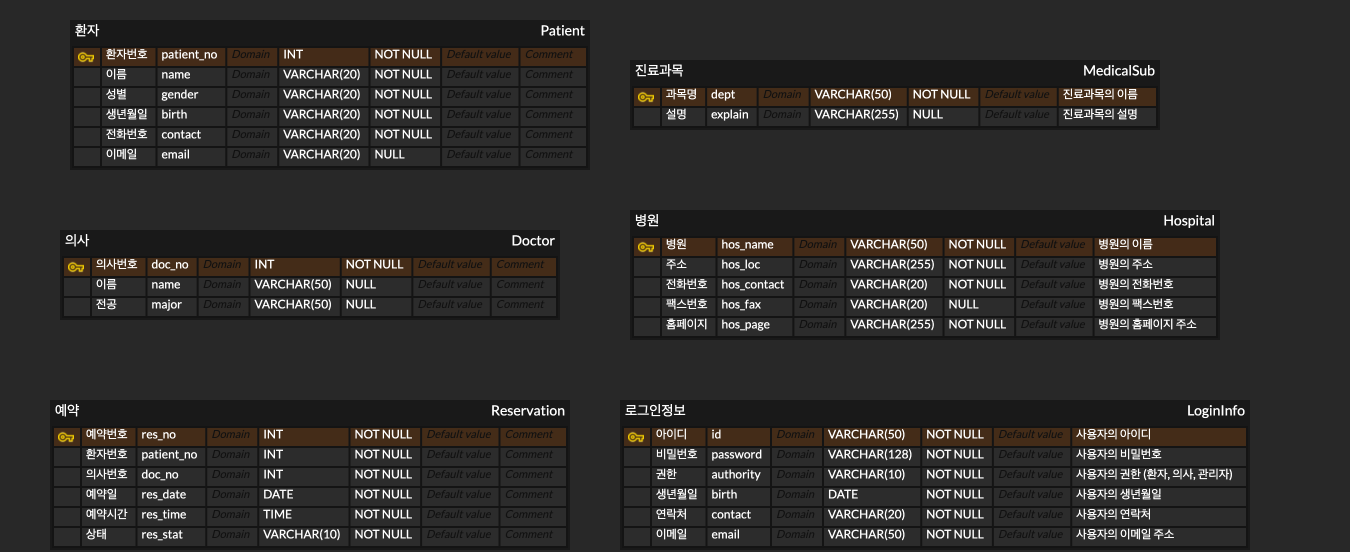 환자 Patient
환자번호 patient_no Domain INT NOT NULL Default value Comment
이름 name Domain VARCHAR(20) NOT NULL Default value Comment
성별 gender Domain VARCHAR(20) NOT NULL Default value Comment
생년월일 birth Domain VARCHAR(20) NOT NULL Default value Comment
전화번호 contact Domain VARCHAR(20) NOT NULL Default value Comment
이메일 email Domain VARCHAR(20) NULL Default value Comment
진료과목 MedicalSub
과목명 dept Domain VARCHAR(50) NOT NULL Default value 진료과목의 이름
설명 explain Domain VARCHAR(255) NULL Default value 진료과목의 설명
의사 Doctor
의사번호 doc_no Domain INT NOT NULL Default value Comment
이름 name Domain VARCHAR(50) NULL Default value Comment
전공 major Domain VARCHAR(50) NULL Default value Comment
병원 Hospital
병원 hos_name Domain VARCHAR(50) NOT NULL Default value 병원의 이름
주소 hos_loc Domain VARCHAR(255) NOT NULL Default value 병원의 주소
전화번호 hos_contact Domain VARCHAR(20) NOT NULL Default value 병원의 전화번호
팩스번호 hos_fax Domain VARCHAR(20) NULL Default value 병원의 팩스번호
홈페이지 hos_page Domain VARCHAR(255) NOT NULL Default value 병원의 홈페이지 주소
예약 Reservation
예약번호 res_no Domain INT NOT NULL Default value Comment
환자번호 patient_no Domain INT NOT NULL Default value Comment
의사번호 doc_no Domain INT NOT NULL Default value Comment
예약일 res_date Domain DATE NOT NULL Default value Comment
예약시간 res_time Domain TIME NOT NULL Default value Comment
상태 res_stat Domain VARCHAR(10) NOT NULL Default value Comment
로그인정보 LoginInfo
아이디 id Domain VARCHAR(50) NOT NULL Default value 사용자의 아이디
비밀번호 password Domain VARCHAR(128) NOT NULL Default value 사용자의 비밀번호
권한 authority Domain VARCHAR(10) NOT NULL Default value 사용자의 권한 (환자, 의사, 관리자)
생년월일 birth Domain DATE NOT NULL Default value 사용자의 생년월일
연락처 contact Domain VARCHAR(20) NOT NULL Default value 사용자의 연락처
이메일 email Domain VARCHAR(50) NOT NULL Default value 사용자의 이메일 주소